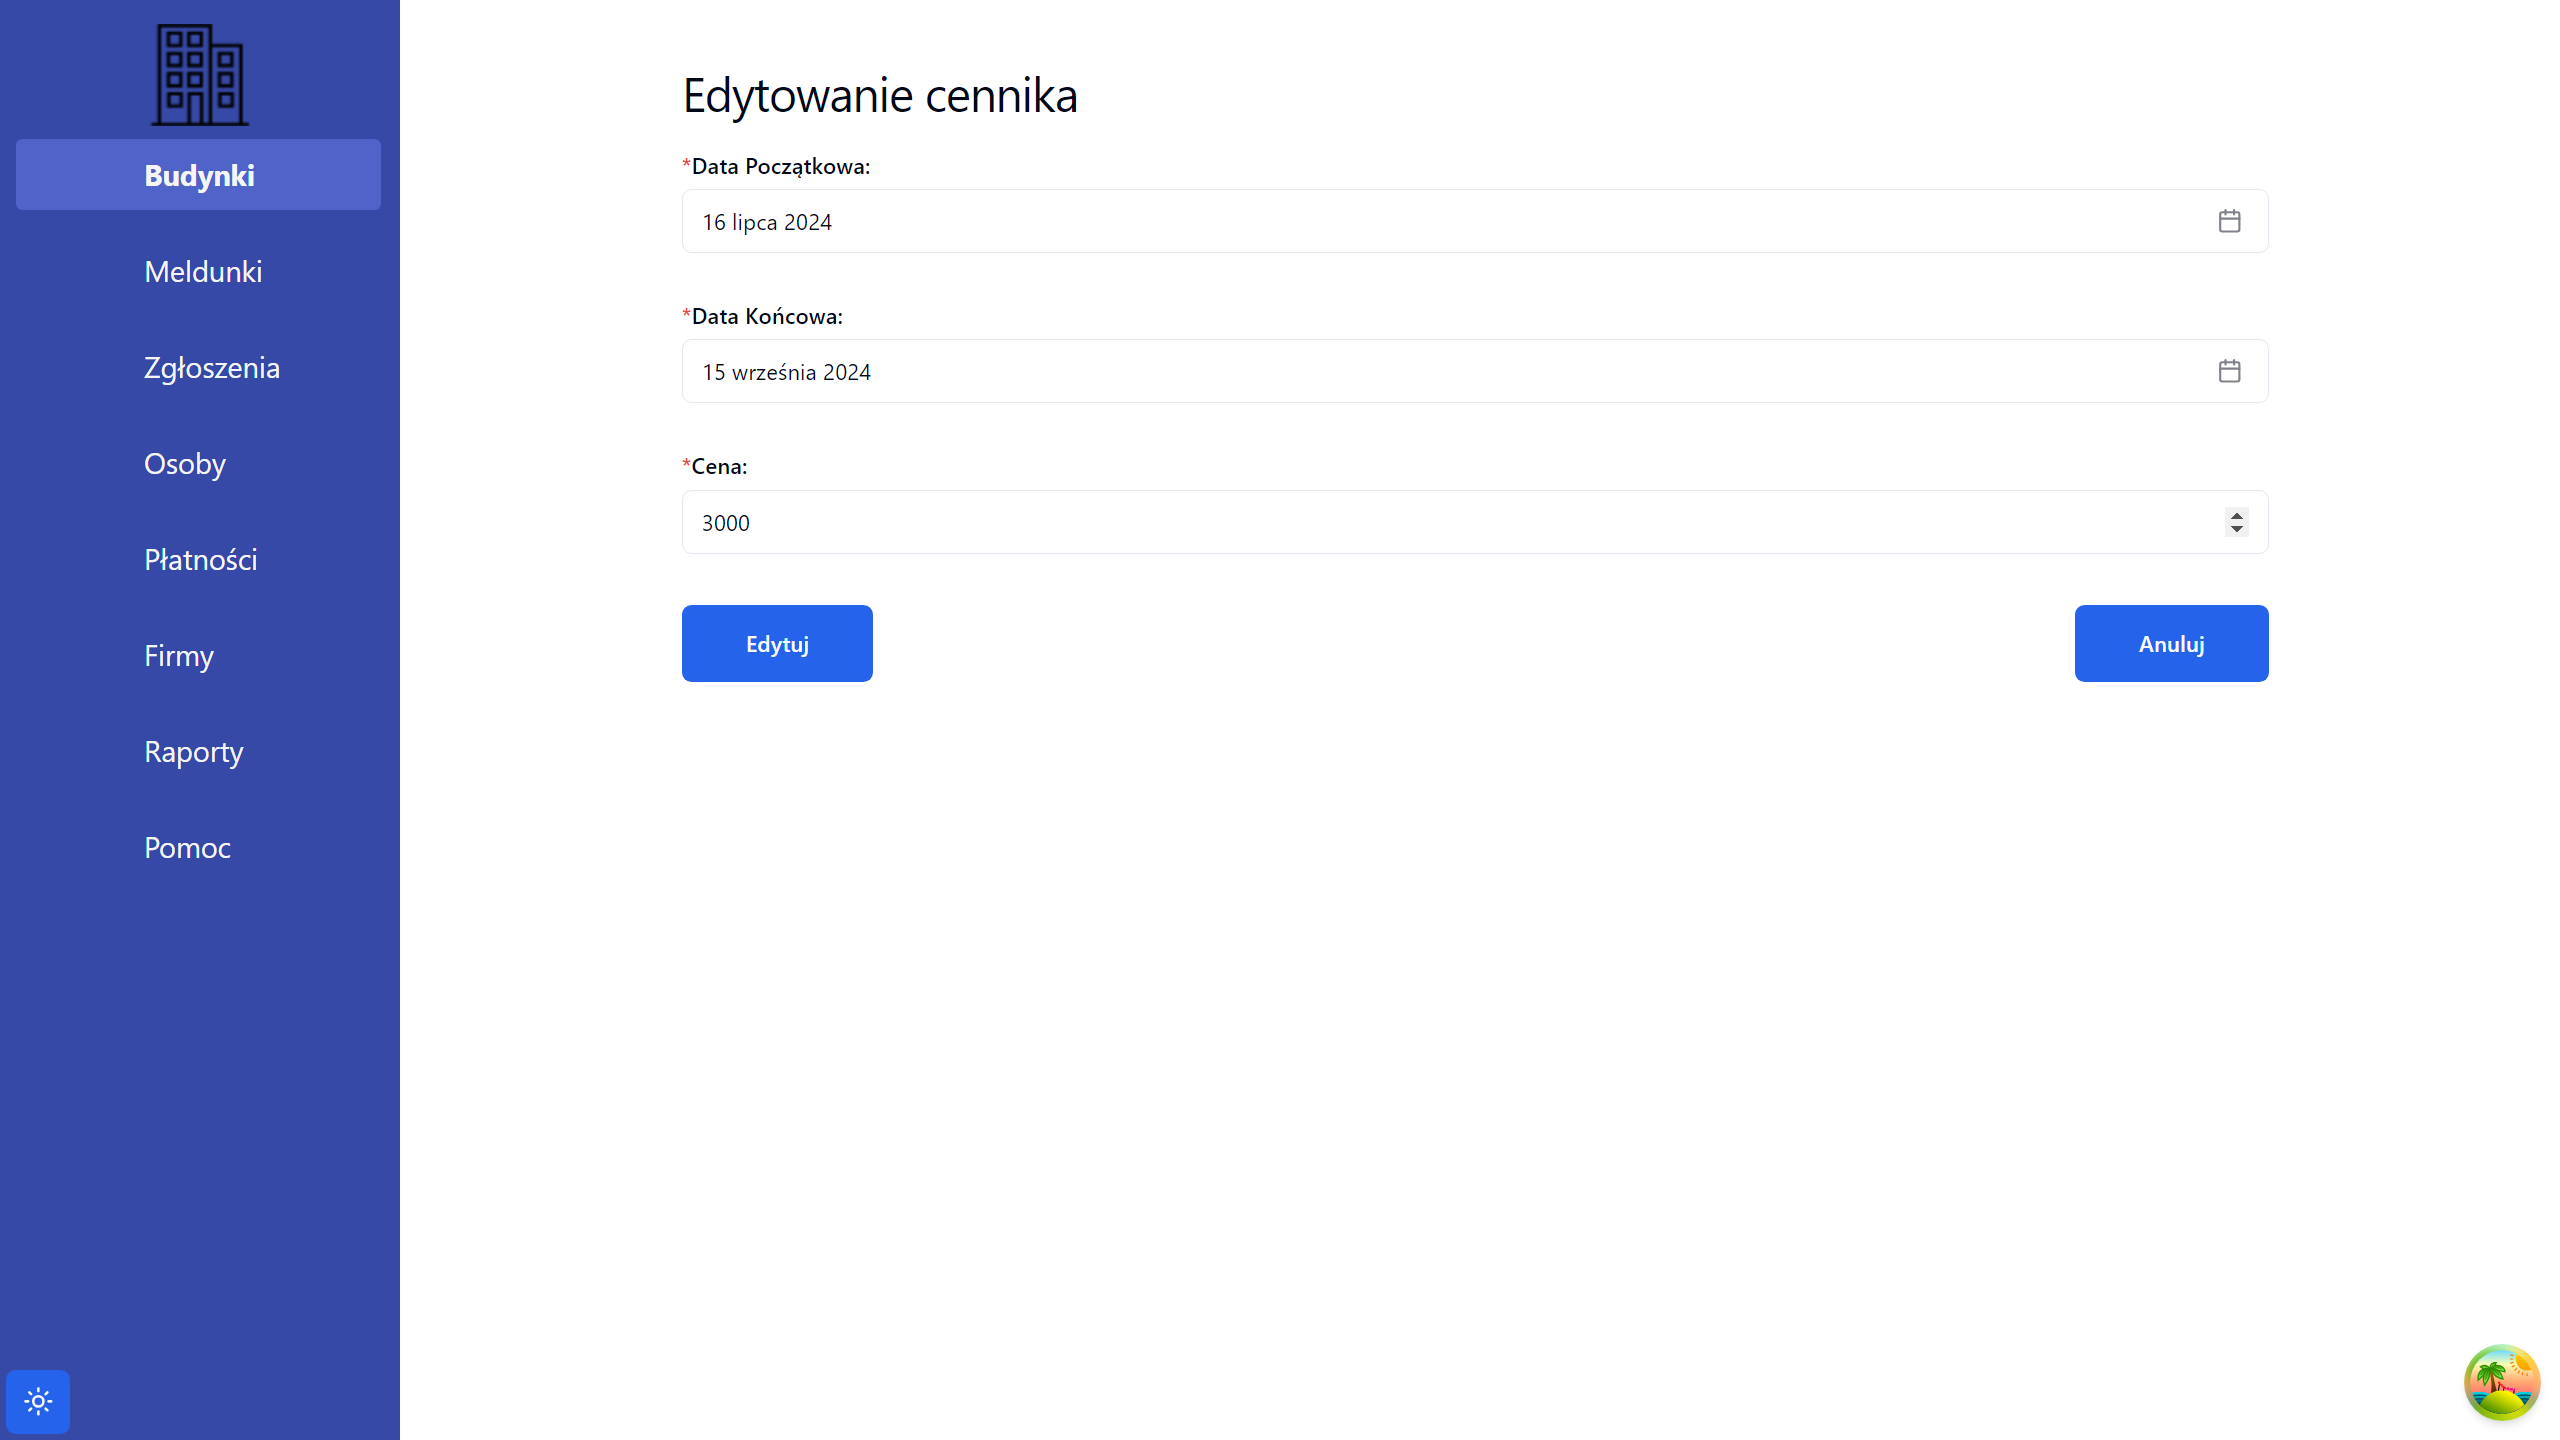 Budynki
Meldunki
Zgłoszenia
Osoby
Płatności
Firmy
Raporty
Pomoc
Edytowanie cennika
*Data Początkowa:
16 lipca 2024
*Data Końcowa:
15 września 2024
*Cena:
3000
Edytuj
Anuluj